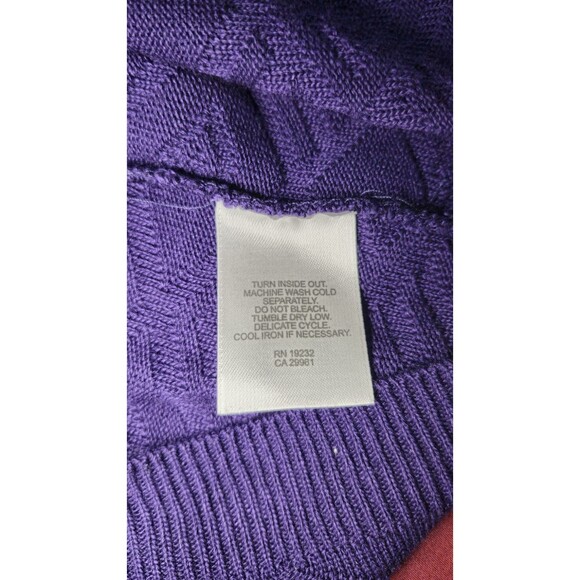 TURN INSIDE OUT.
MACHINE WASH COLD
SEPARATELY.
DO NOT BLEACH.
TUMBLE DRY LOW.
DELICATE CYCLE.
COOL IRON IF NECESSARY.
RN 19232
CA 29981